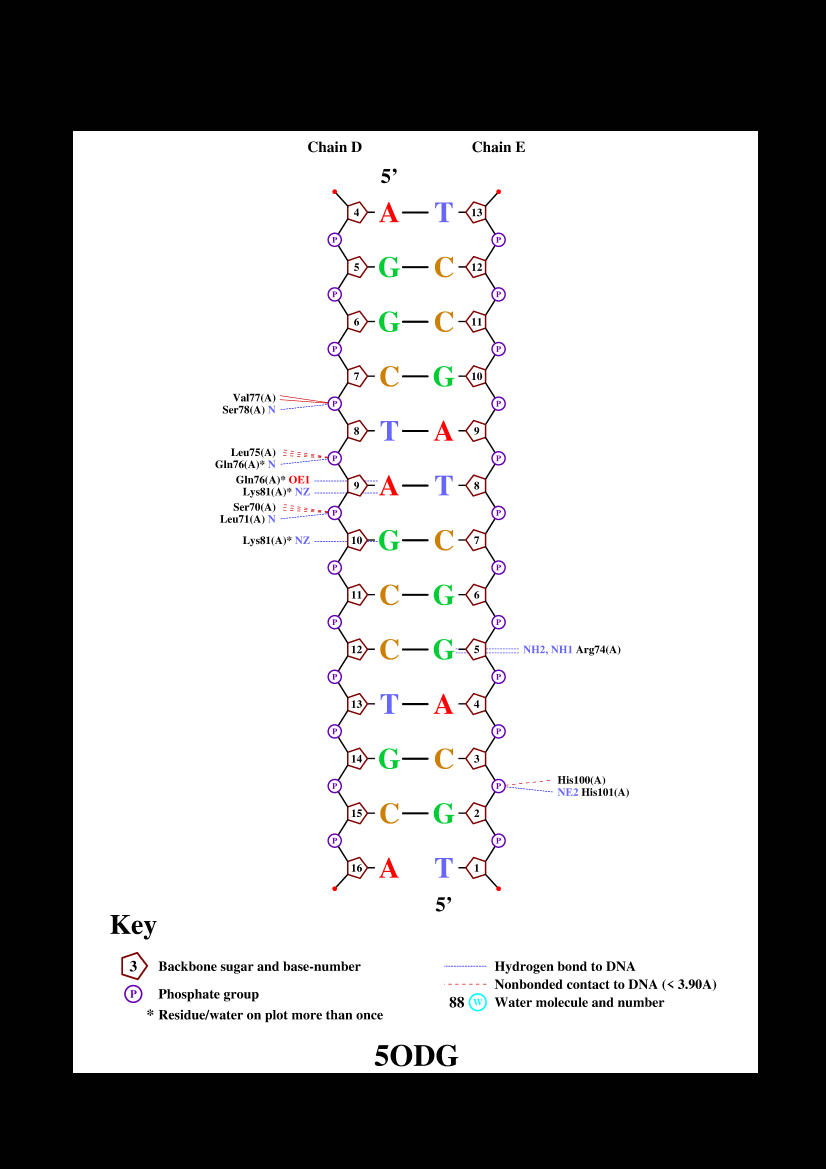 Chain D Chain E
5’
4 A T 13
P P
5 G C 12
P P
6 G C 11
P P
7 C G 10
Val77(A)
P P
Ser78(A) N
8 T A 9
Leu75(A)
P P
Gln76(A)* N
Gln76(A)* OE1
9 A T 8
Lys81(A)* NZ
Ser70(A)
P P
Leu71(A) N
Lys81(A)* NZ 10 G C 7
P P
11 C G 6
P P
12 C G 5 NH2, NH1 Arg74(A)
P P
13 T A 4
P P
14 G C 3
His100(A)
P P
NE2 His101(A)
15 C G 2
P P
16 A T 1
5’
Key
3 Backbone sugar and base-number
P Phosphate group
* Residue/water on plot more than once
Hydrogen bond to DNA
Nonbonded contact to DNA (< 3.90A)
88 W Water molecule and number
5ODG